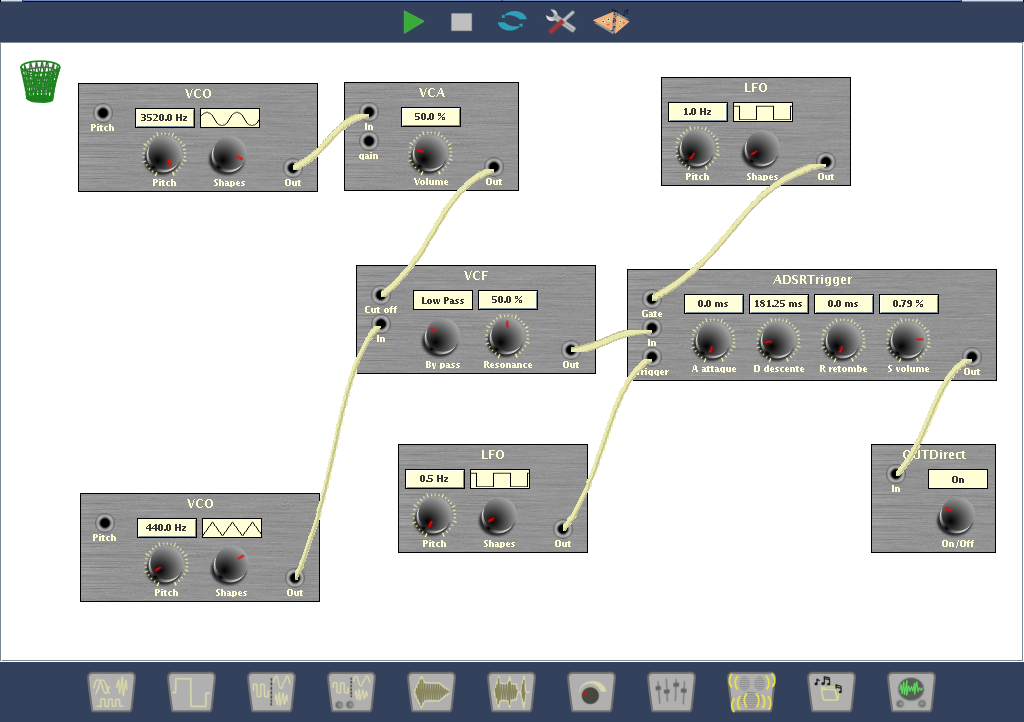 VCO
Pitch
3520.0 Hz
Pitch
Shapes
Out
VCA
In
50.0 %
gain
Volume
Out
LFO
1.0 Hz
Pitch
Shapes
Out
VCF
Cut off
Low Pass
50.0 %
In
By pass
Resonance
Out
ADSRTrigger
Gate
0.0 ms
181.25 ms
0.0 ms
0.79 %
In
Trigger
A attaque
D descente
R retombe
S volume
Out
LFO
0.5 Hz
Pitch
Shapes
Out
OUTDirect
In
On
On/Off
VCO
Pitch
440.0 Hz
Pitch
Shapes
Out